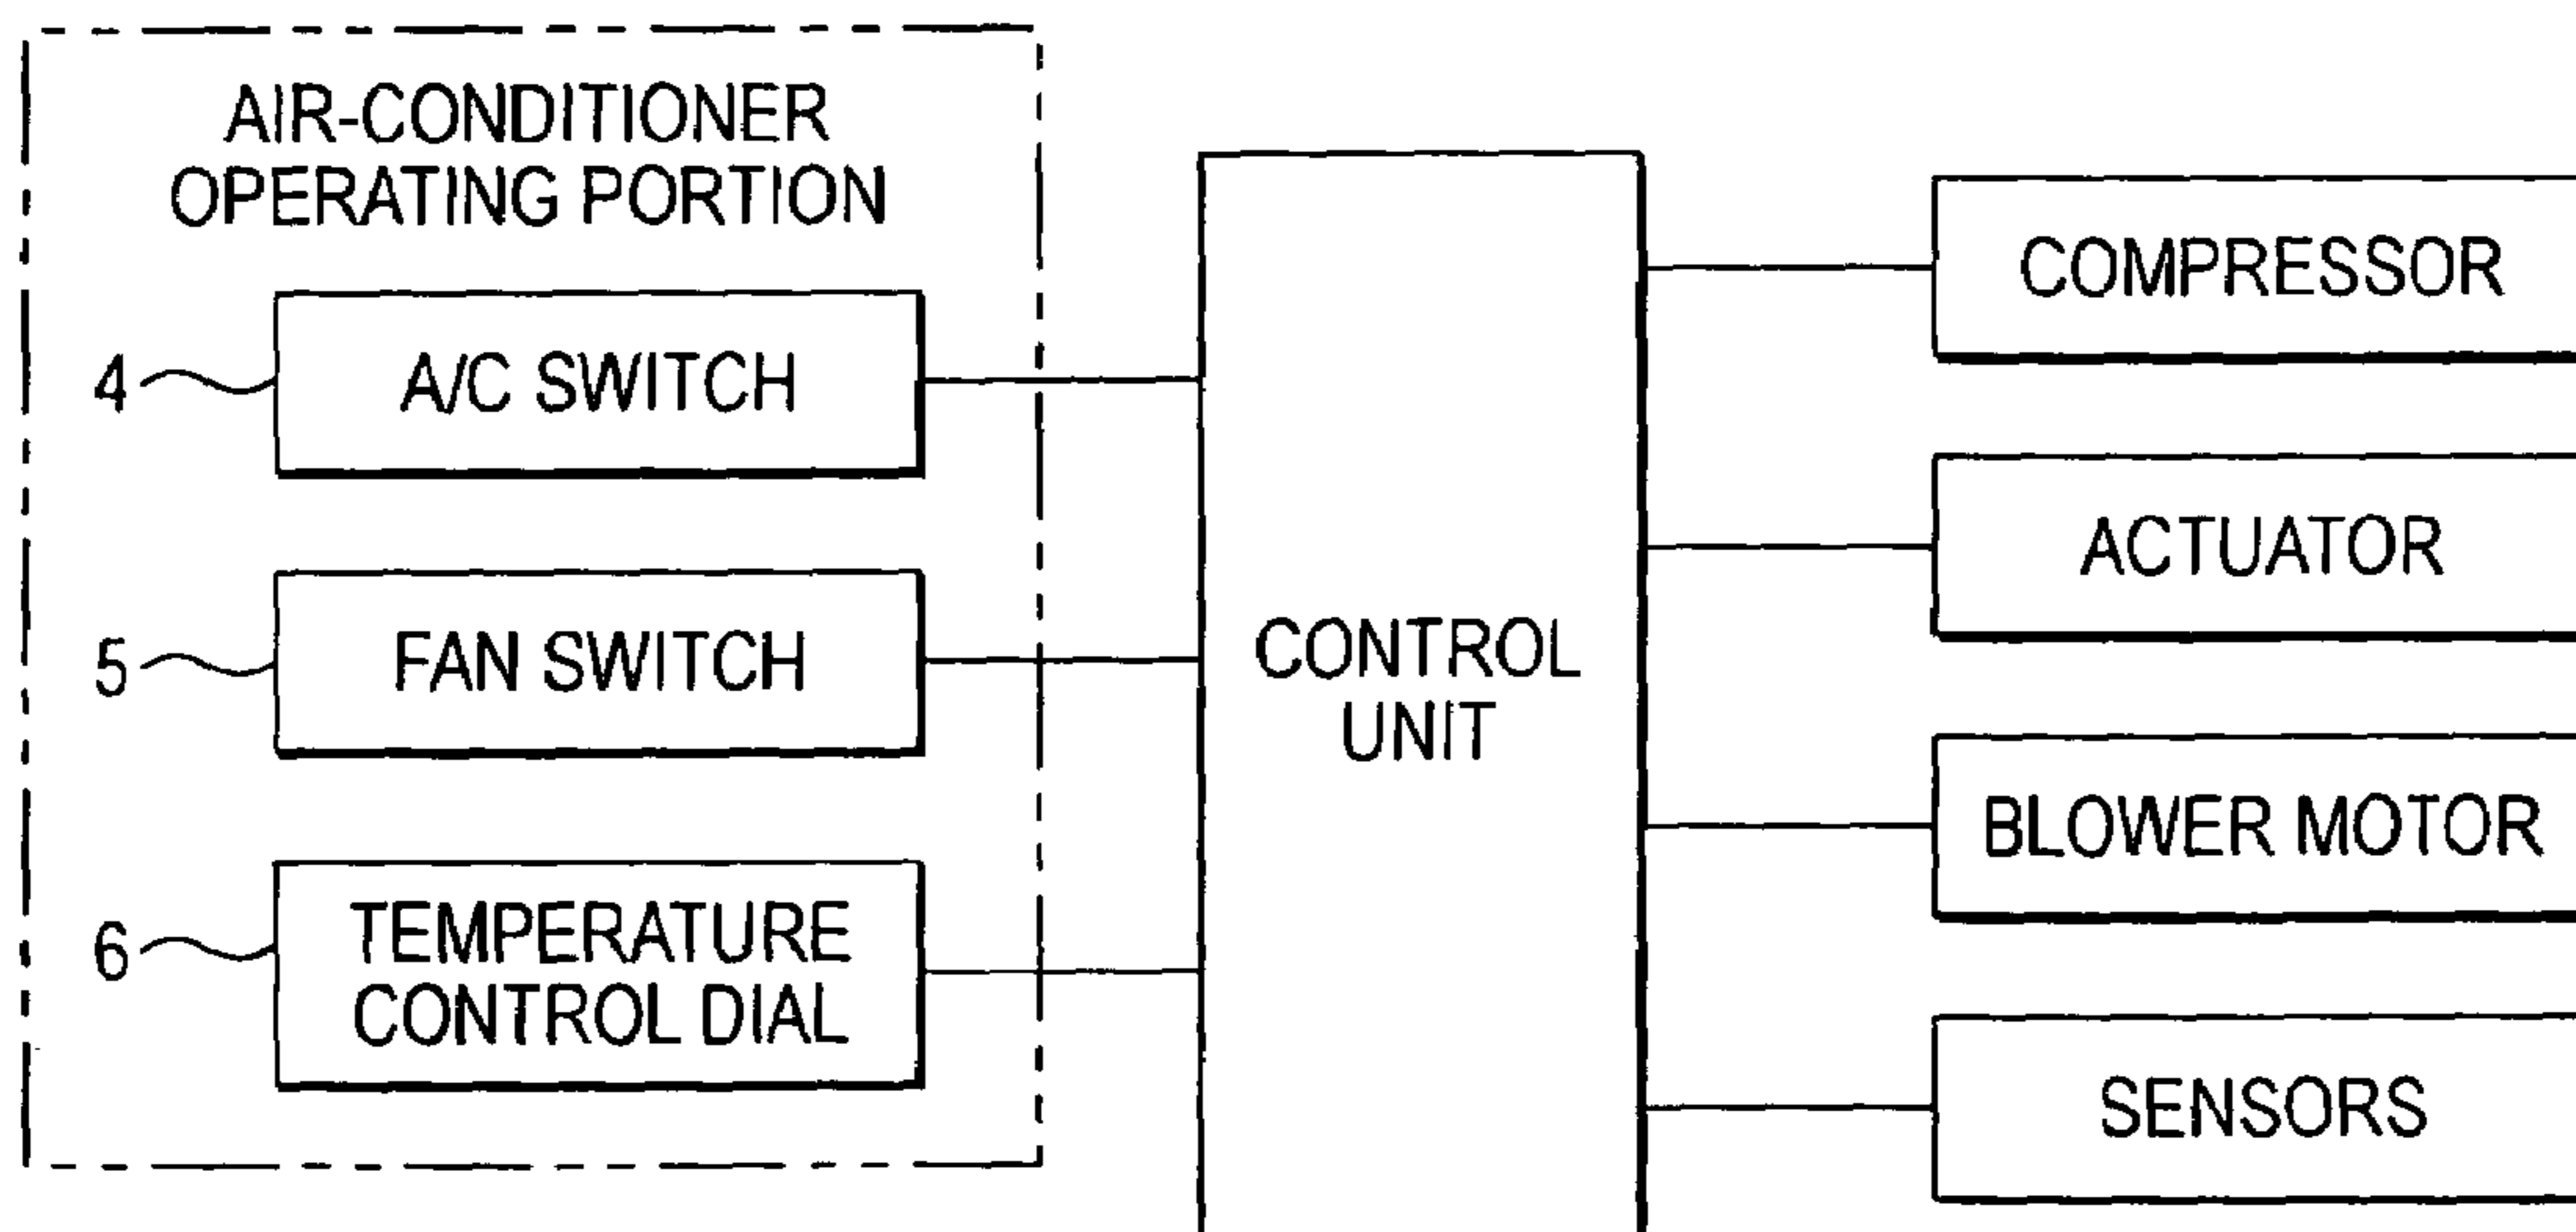 AIR-CONDITIONER
OPERATING PORTION
4
A/C SWITCH
5
FAN SWITCH
6
TEMPERATURE
CONTROL DIAL
CONTROL
UNIT
COMPRESSOR
ACTUATOR
BLOWER MOTOR
SENSORS